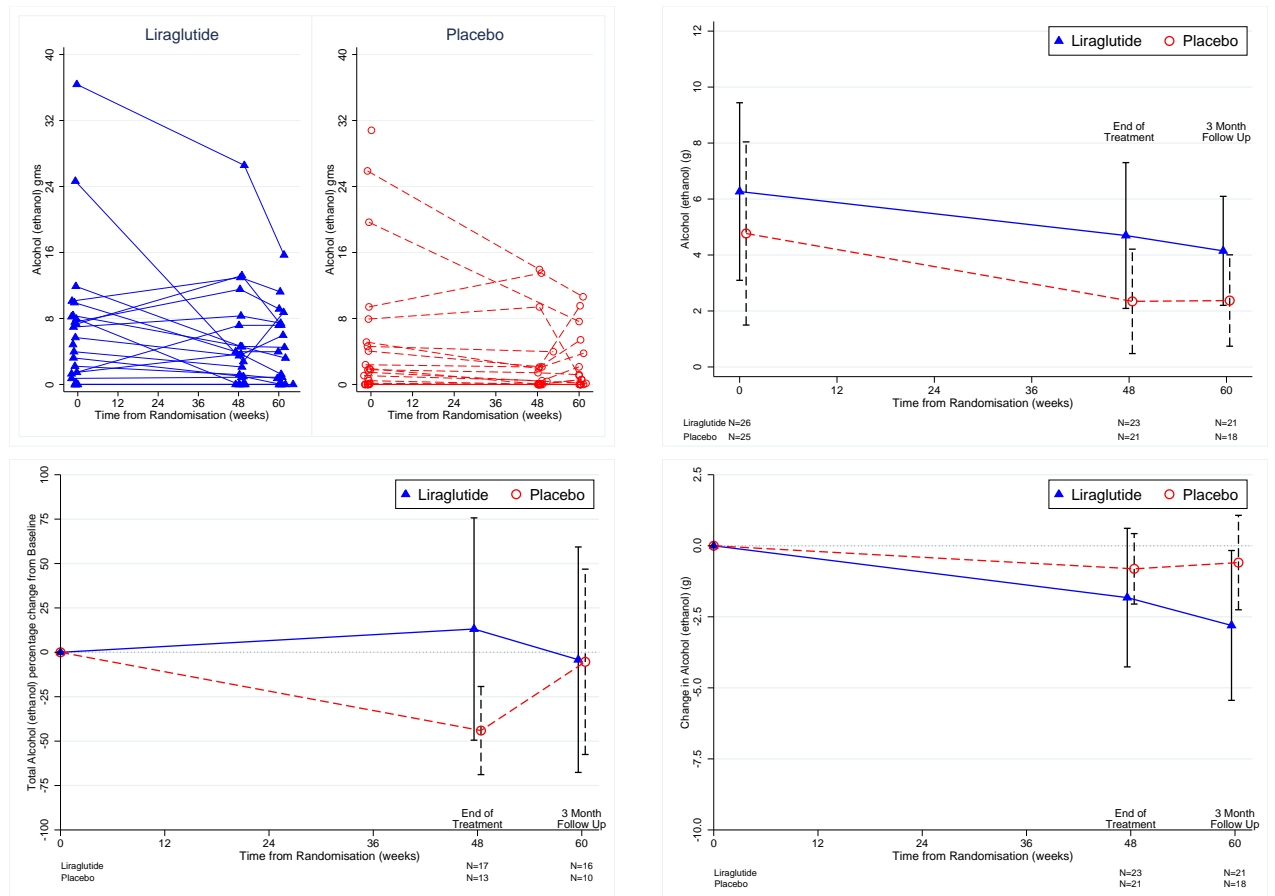 Liraglutide
Placebo
Alcohol (ethanol) gms
40
32
24
16
8
0
0 12 24 36 48 60
Time from Randomisation (weeks)
Alcohol (ethanol) gms
40
32
24
16
8
0
0 12 24 36 48 60
Time from Randomisation (weeks)
Liraglutide Placebo
Alcohol (ethanol) (g)
12
10
8
6
4
2
0
End of
Treatment
3 Month
Follow Up
0 12 24 36 48 60
Time from Randomisation (weeks)
Liraglutide N=26 N=23 N=21
Placebo N=25 N=21 N=18
Liraglutide Placebo
Total Alcohol (ethanol) percentage change from Baseline
100
75
50
25
0
-25
-50
-75
-100
End of
Treatment
3 Month
Follow Up
0 12 24 36 48 60
Time from Randomisation (weeks)
Liraglutide N=17 N=16
Placebo N=13 N=10
Liraglutide Placebo
Change in Alcohol (ethanol) (g)
2.5
0.0
-2.5
-5.0
-7.5
-10.0
End of
Treatment
3 Month
Follow Up
0 12 24 36 48 60
Time from Randomisation (weeks)
Liraglutide N=23 N=21
Placebo N=21 N=18